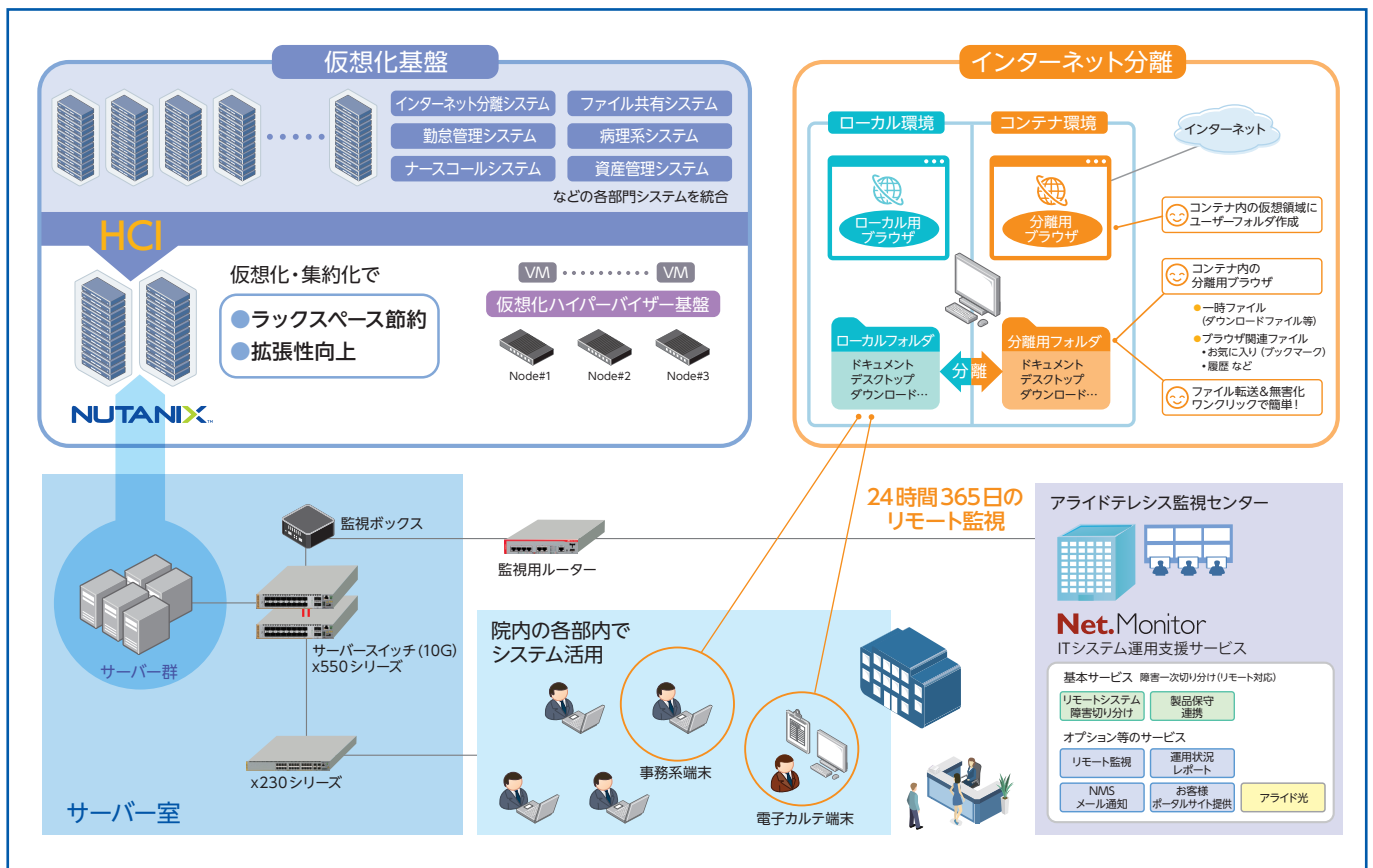 仮想化基盤
インターネット分離システム
ファイル共有システム
勤怠管理システム
病理系システム
ナースコールシステム
資産管理システム
などの各部門システムを統合
HCI
仮想化・集約化で
●ラックスペース節約
●拡張性向上
VM ・・・・・・・・・・ VM
仮想化ハイパーバイザー基盤
Node#1
Node#2
Node#3
NUTANIX™
インターネット分離
ローカル環境
コンテナ環境
インターネット
ローカル用
ブラウザ
分離用
ブラウザ
コンテナ内の仮想領域に
ユーザーフォルダ作成
コンテナ内の
分離用ブラウザ
●一時ファイル
(ダウンロードファイル等)
●ブラウザ関連ファイル
・お気に入り(ブックマーク)
・履歴 など
ファイル転送&無害化
ワンクリックで簡単!
ローカルフォルダ
ドキュメント
デスクトップ
ダウンロード…
分離
分離用フォルダ
ドキュメント
デスクトップ
ダウンロード…
監視ボックス
監視用ルーター
24時間365日の
リモート監視
サーバー群
サーバースイッチ(10G)
x550シリーズ
x230シリーズ
サーバー室
院内の各部内で
システム活用
事務系端末
電子カルテ端末
アライドテレシス監視センター
Net.Monitor
ITシステム運用支援サービス
基本サービス 障害一次切り分け(リモート対応)
リモートシステム
障害切り分け
製品保守
連携
オプション等のサービス
リモート監視
運用状況
レポート
NMS
メール通知
お客様
ポータルサイト提供
アライド光